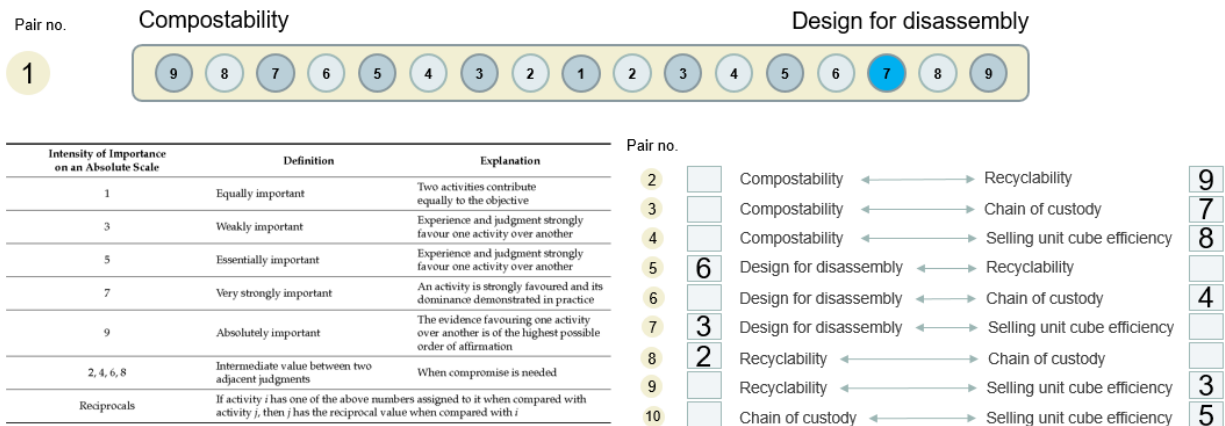 Pair no. Compostability Design for disassembly
1 9 8 7 6 5 4 3 2 1 2 3 4 5 6 7 8 9
Intensity of Importance on an Absolute Scale Definition Explanation
1 Equally important Two activities contribute equally to the objective
3 Weakly important Experience and judgment strongly favour one activity over another
5 Essentially important Experience and judgment strongly favour one activity over another
7 Very strongly important An activity is strongly favoured and its dominance demonstrated in practice
9 Absolutely important The evidence favouring one activity over another is of the highest possible order of affirmation
2, 4, 6, 8 Intermediate value between two adjacent judgments When compromise is needed
Reciprocals If activity i has one of the above numbers assigned to it when compared with activity j, then j has the reciprocal value when compared with i
Pair no.
2 Compostability Recyclability 9
3 Compostability Chain of custody 7
4 Compostability Selling unit cube efficiency 8
5 6 Design for disassembly Recyclability
6 Design for disassembly Chain of custody 4
7 3 Design for disassembly Selling unit cube efficiency
8 2 Recyclability Chain of custody
9 Recyclability Selling unit cube efficiency 3
10 Chain of custody Selling unit cube efficiency 5